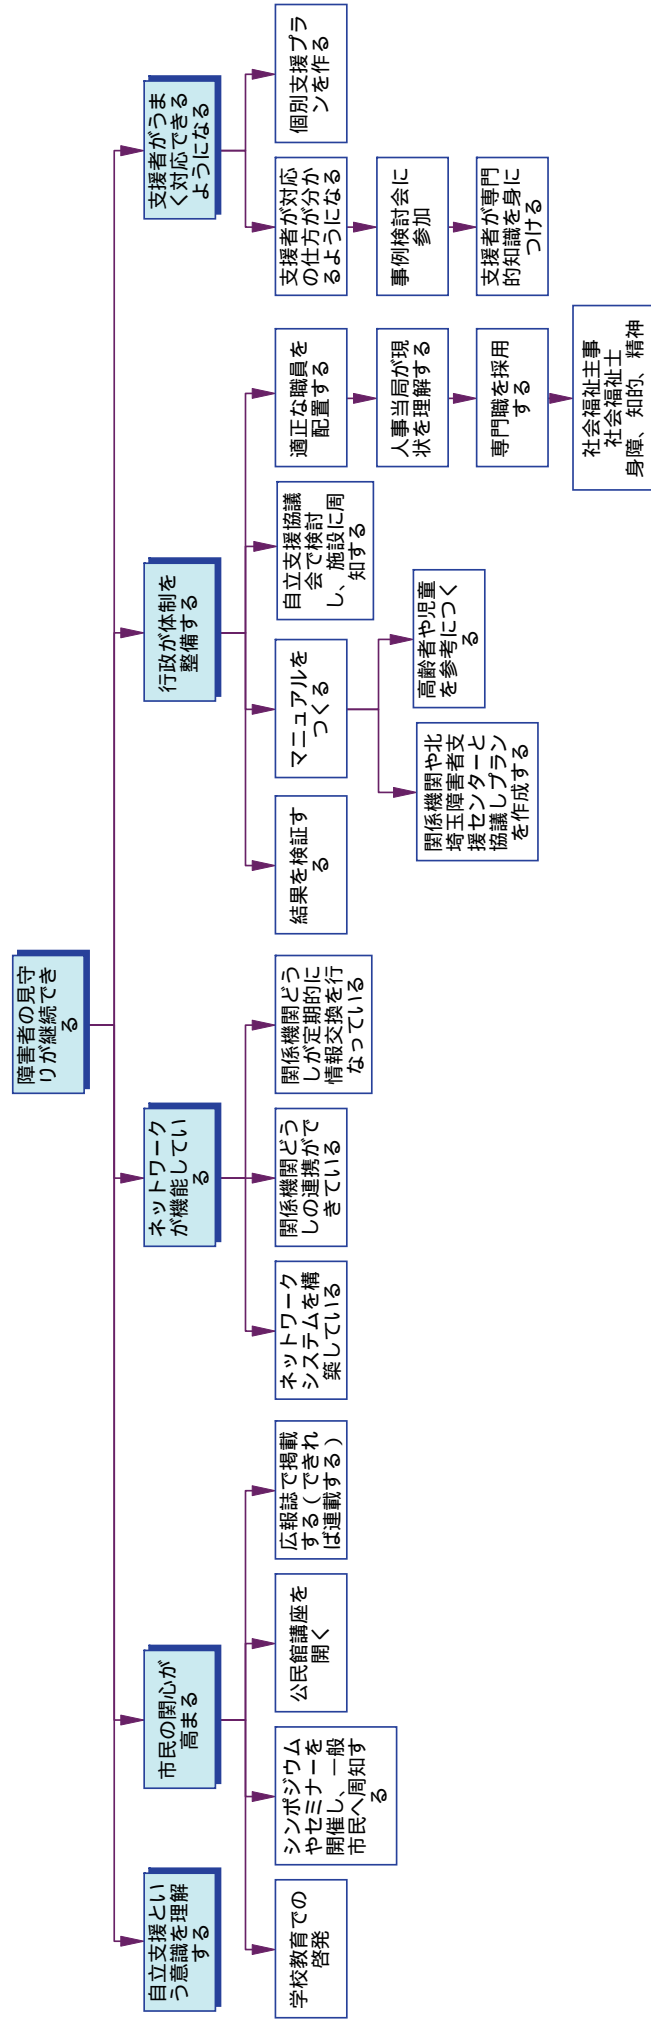 障害者の見守
りが継続でき
る
自立支援とい
う意識を理解
する
市民の関心が
高まる
ネットワーク
が機能してい
る
行政が体制を
整備する
支援者がうま
く対応できる
ようになる
学校教育での
啓発
シンポジウム
やセミナーを
開催し、一般
市民へ周知す
る
公民館講座を
開く
広報誌で掲載
する（できれ
ば連載する）
ネットワーク
システムを構
築している
関係機関どう
しの連携がで
きている
関係機関どう
しが定期的に
情報交換を行
なっている
結果を検証す
る
マニュアルを
つくる
自立支援協議
会で検討
し、施設に周
知する
適正な職員を
配置する
支援者が対応
の仕方が分か
るようになる
個別支援プラ
ンを作る
関係機関や北
埼玉障害者支
援センターと
協議しプラン
を作成する
高齢者や児童
を参考につく
る
人事当局が現
状を理解する
専門職を採用
する
社会福祉主事
社会福祉士
身障、知的、精神
事例検討会に
参加
支援者が専門
的知識を身に
つける